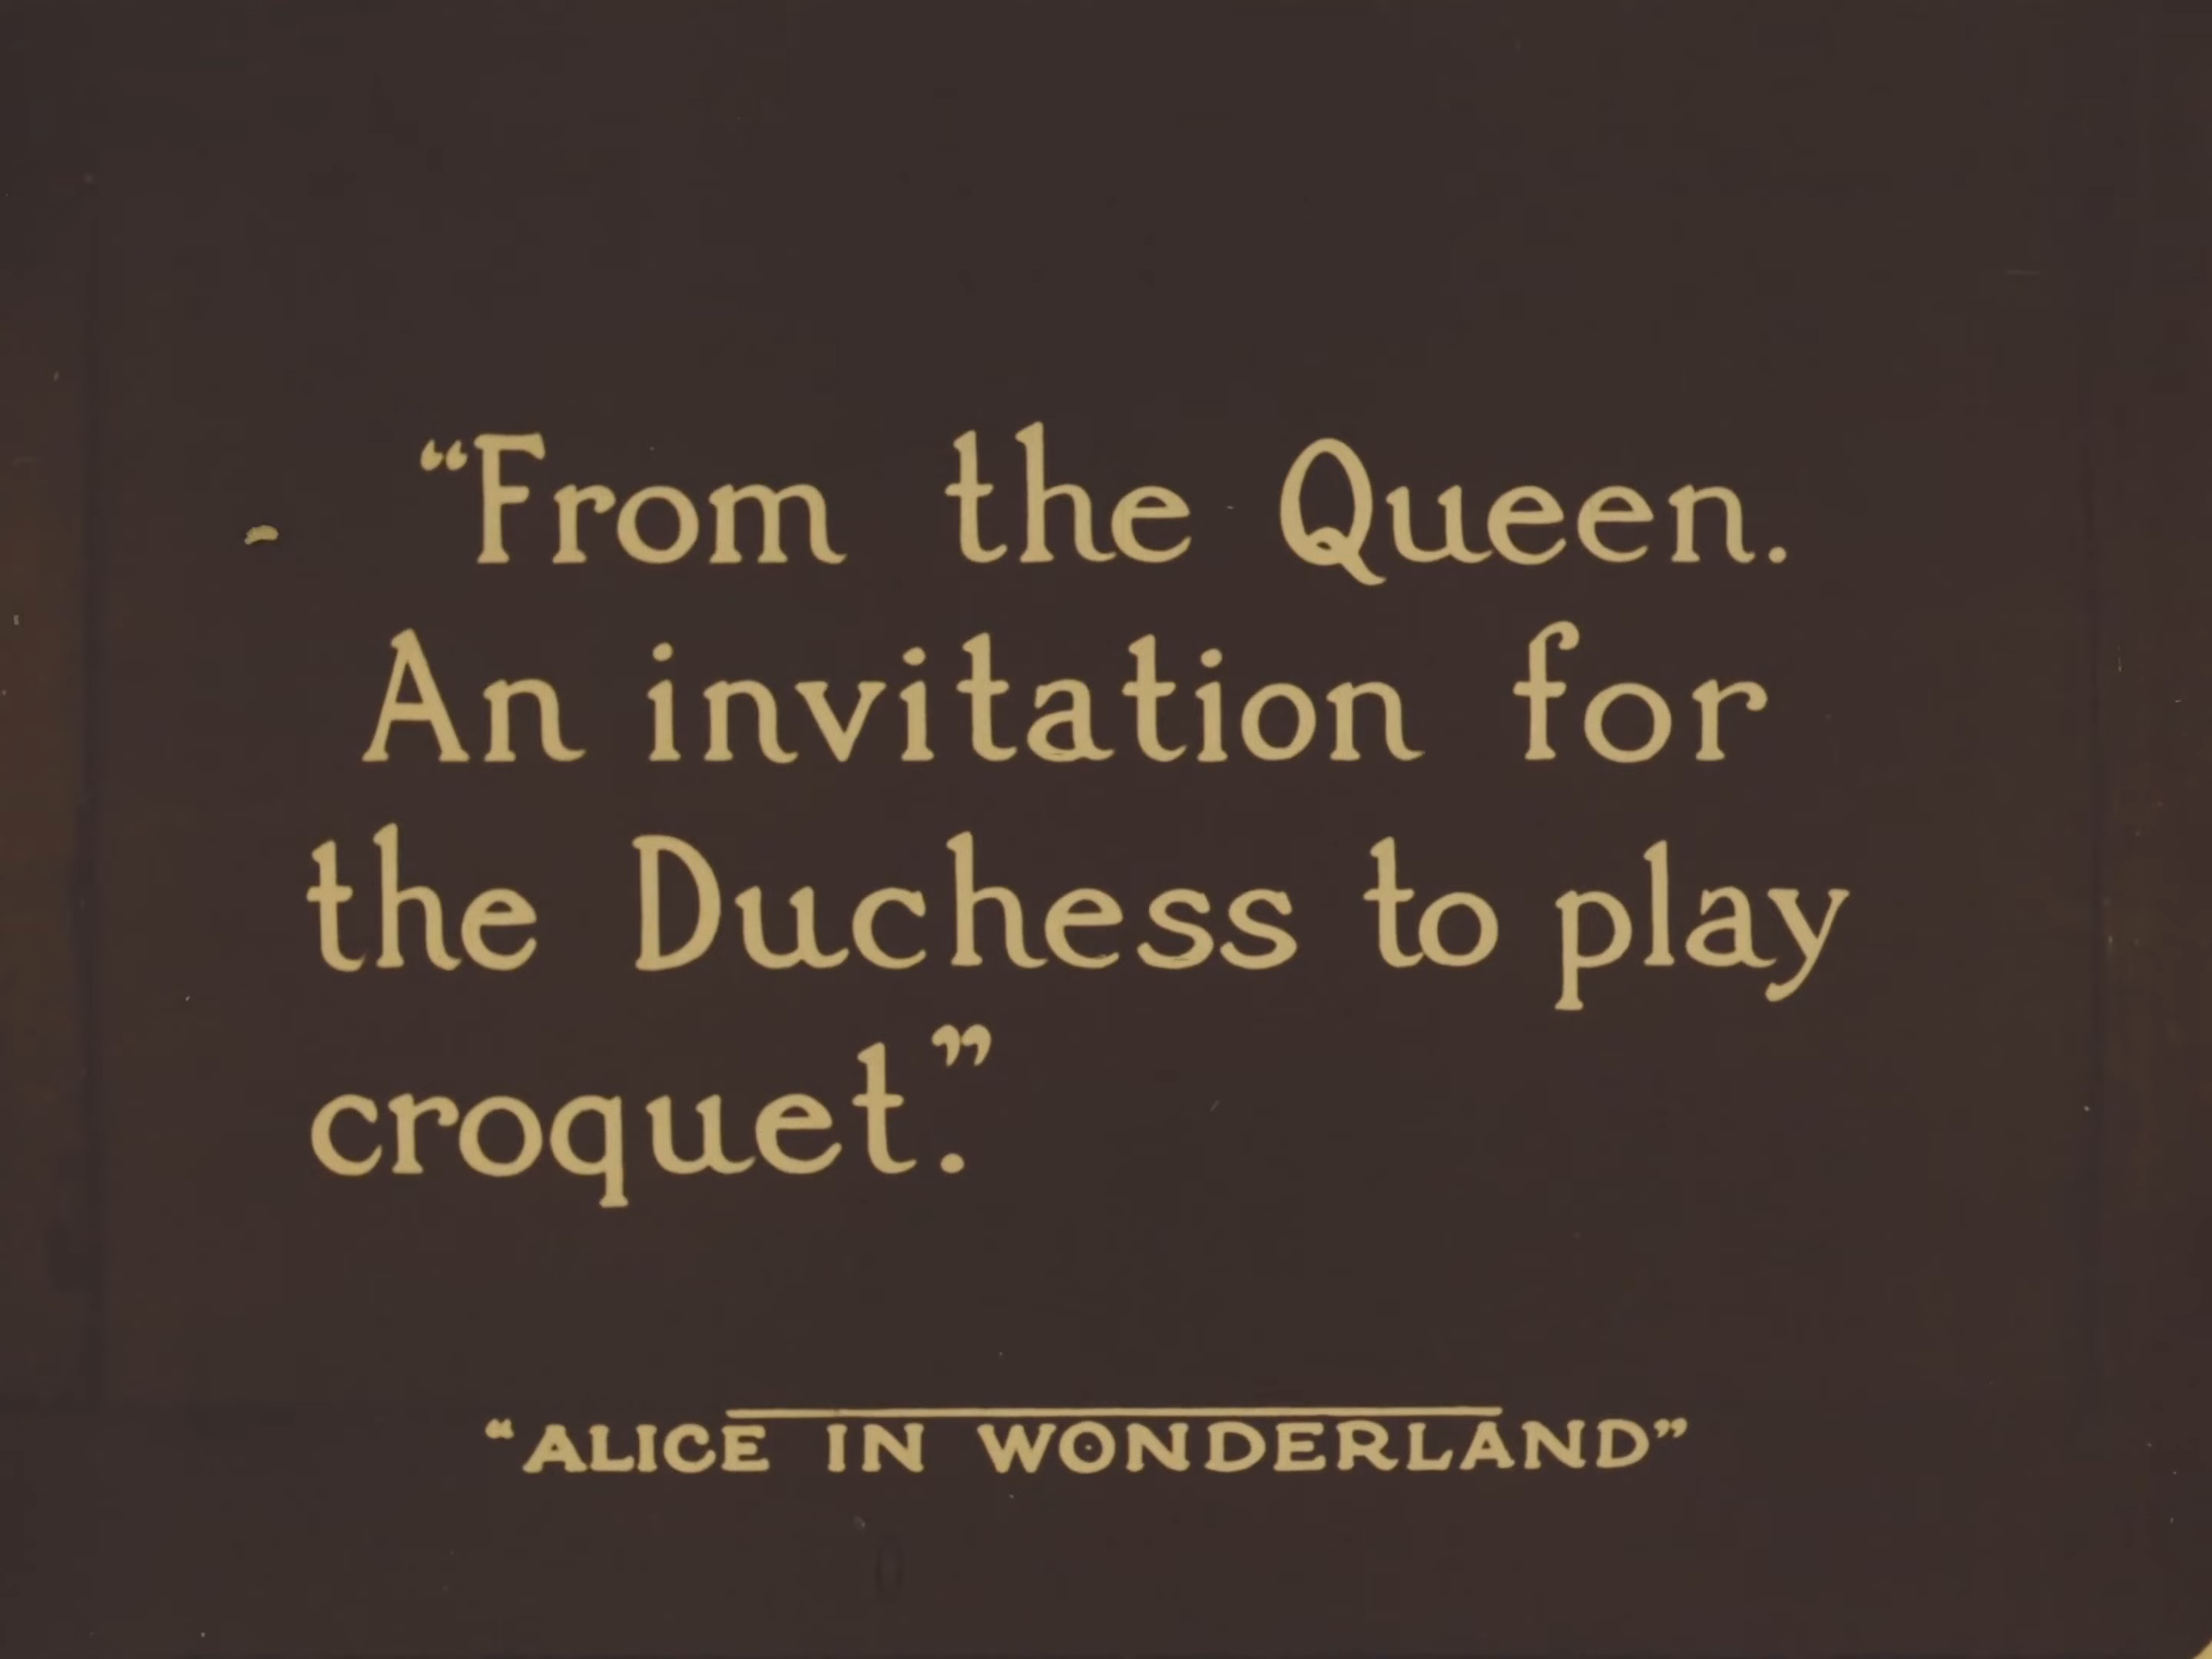 “From the Queen.
An invitation for
the Duchess to play
croquet.”
“ALICE IN WONDERLAND”